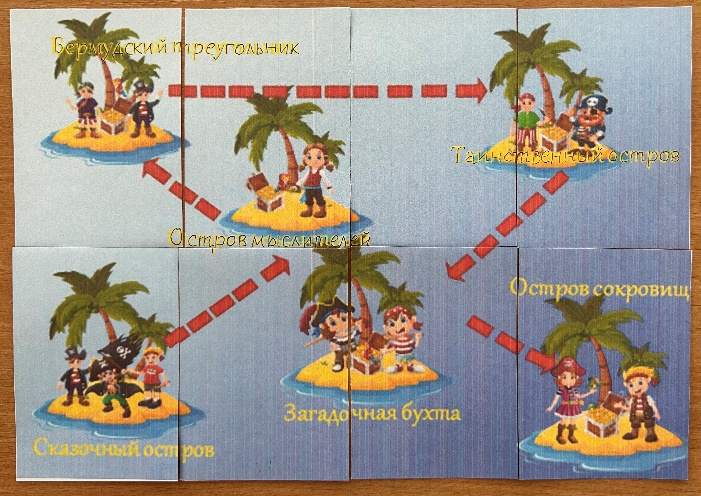 Бермудский треугольник
Таинственный остров
Остров мыслителей
Остров сокровищ
Загадочная бухта
Сказочный остров